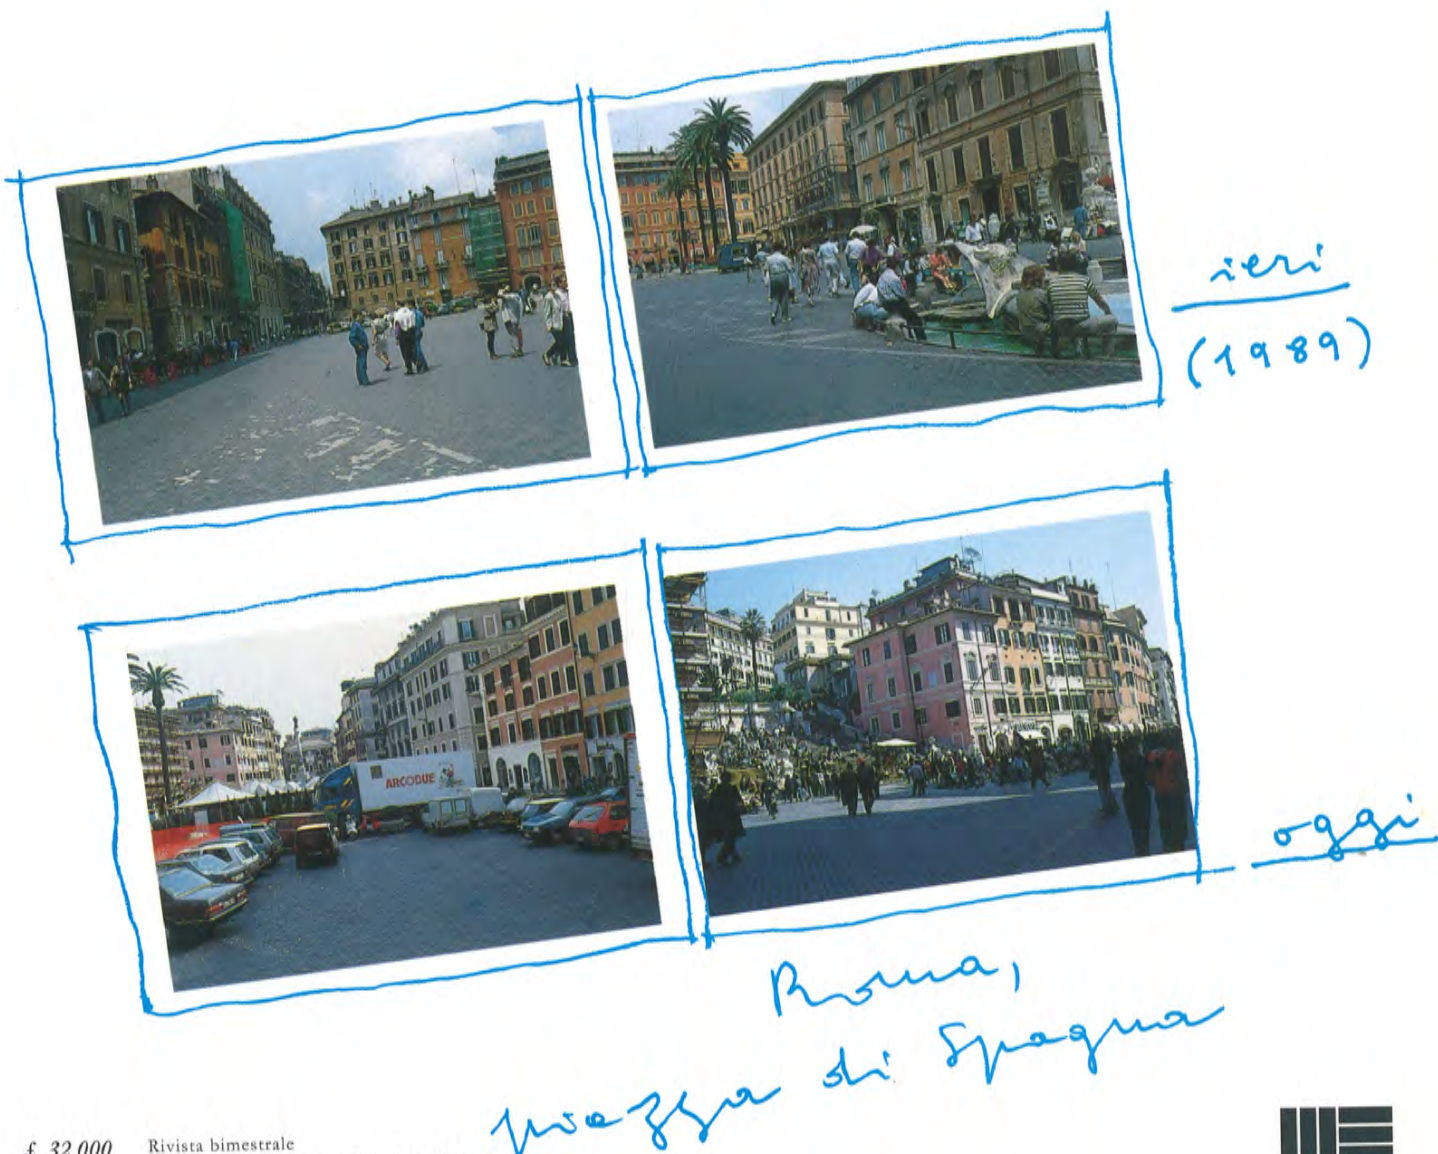 ieri
(1989)
ARCODUE
oggi
Roma,
piazza di Spagna
£. 32.000
Rivista bimestrale